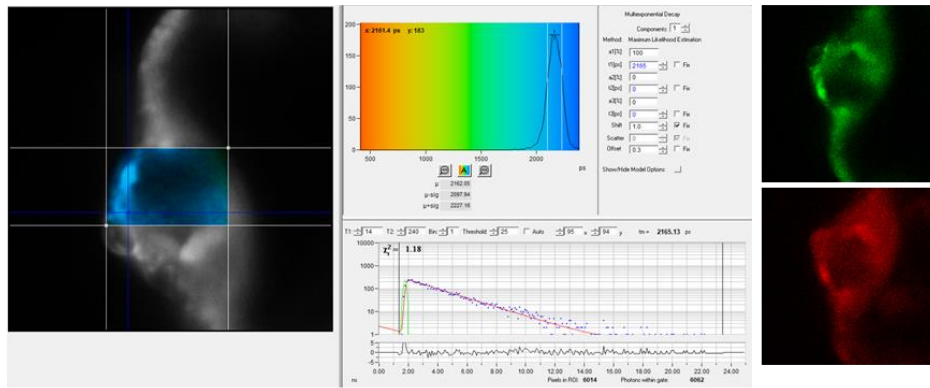 Multiexponential Decay
Components: 1
Method: Maximum Likelihood Estimation
a1[%] 100
t1[ps] 2165 Fix
a2[%] 0
t2[ps] 0 Fix
a3[%] 0
t3[ps] 0 Fix
Shift 1.0 Fix
Scatter 0 Fix
Offset 0.3 Fix
Show/Hide Model Options
x: 2161.4 ps y: 183
200-
150-
100-
50-
0-
500 1000 1500 2000 ps
A
μ 2162.05
μ-sig 2097.94
μ+sig 2227.16
T1: 14 T2: 240 Bin: 1 Threshold: 25 Auto 95 x 94 y tm= 2165.13 ps
χr2 = 1.18
10000
1000
100
10
1
5
0
-5
0.00 2.00 4.00 6.00 8.00 10.00 12.00 14.00 16.00 18.00 20.00 22.00 24.00
ns Pixels in ROI: 6014 Photons within gate: 6062